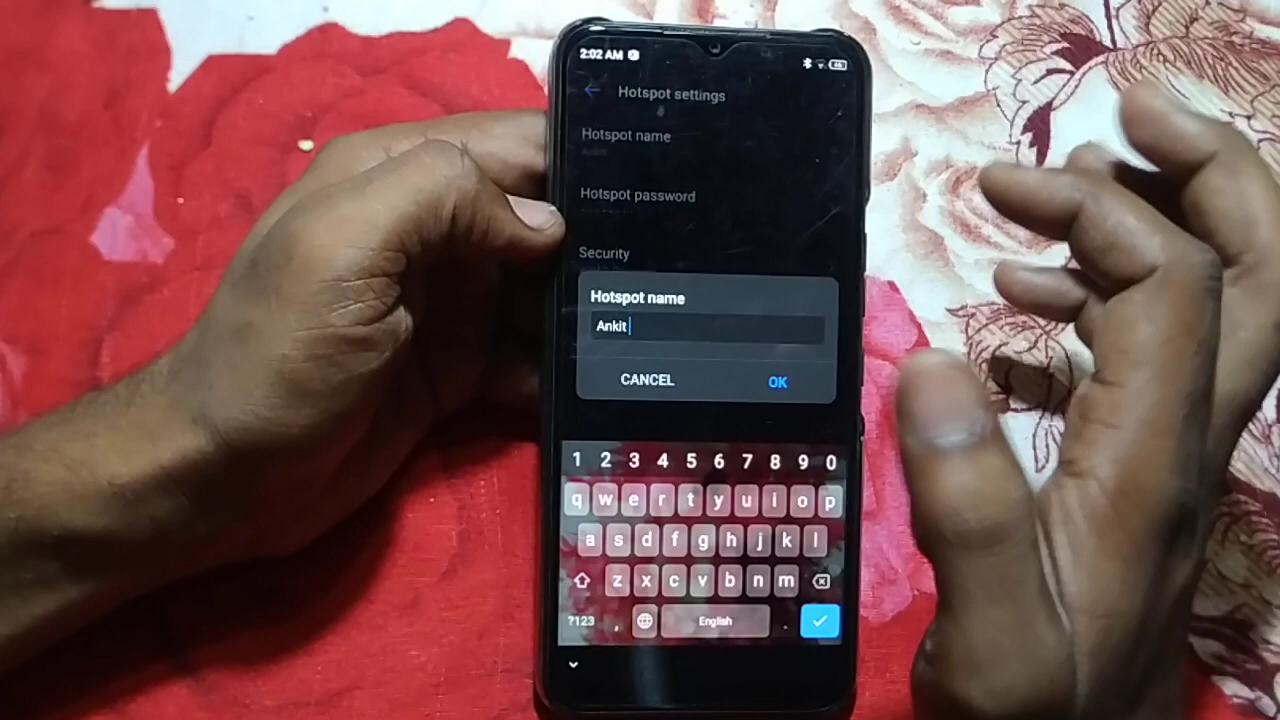 2:02 AM
Hotspot settings
Hotspot name
Ankit
Hotspot password
Security
Hotspot name
Ankit
CANCEL
OK
1 2 3 4 5 6 7 8 9 0
q w e r t y u i o p
a s d f g h j k l
z x c v b n m
?123 , English .